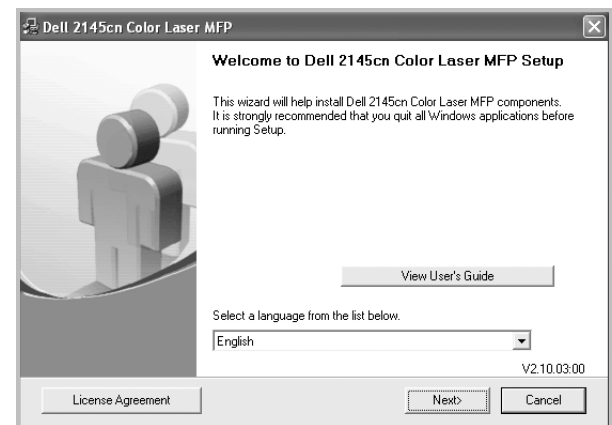 Dell 2145cn Color Laser MFP
Welcome to Dell 2145cn Color Laser MFP Setup
This wizard will help install Dell 2145cn Color Laser MFP components.
It is strongly recommended that you quit all Windows applications before
running Setup.
View User's Guide
Select a language from the list below.
English
V2.10.03:00
License Agreement
Next>
Cancel